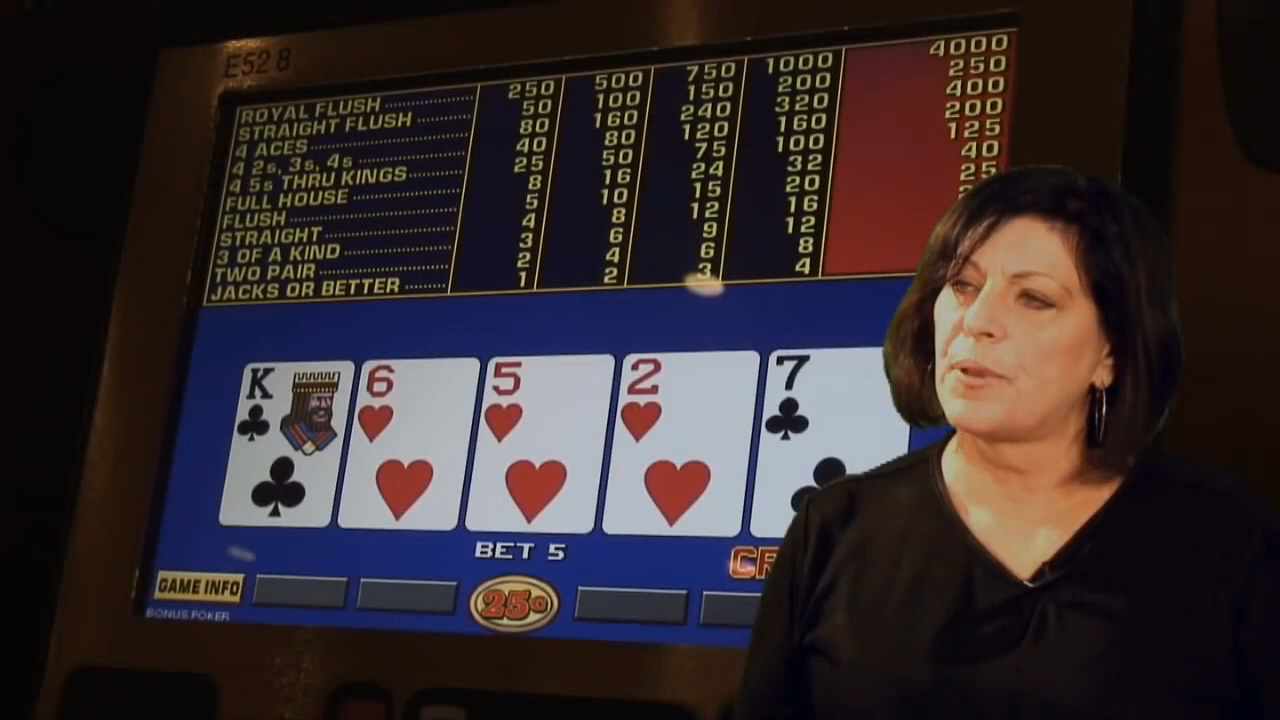 E52 8
ROYAL FLUSH 250 500 750 1000 4000
STRAIGHT FLUSH 50 100 150 200 250
4 ACES 80 160 240 320 400
4 2s, 3s, 4s 40 80 120 160 200
4 5s THRU KINGS 25 50 75 100 125
FULL HOUSE 8 16 24 32 40
FLUSH 5 10 15 20 25
STRAIGHT 4 8 12 16
3 OF A KIND 3 6 9 12
TWO PAIR 2 4 6 8
JACKS OR BETTER 1 2 3 4
K 6 5 2 7
BET 5
GAME INFO 25¢
BONUS POKER